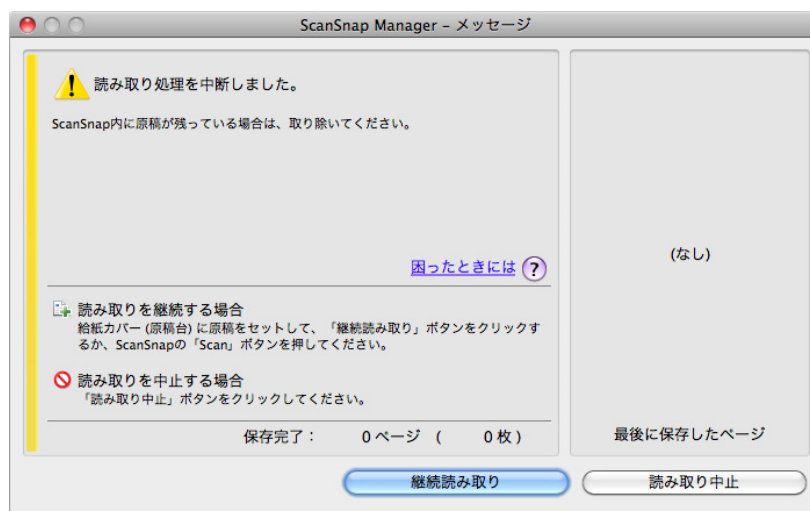 ScanSnap Manager – メッセージ
読み取り処理を中断しました。
ScanSnap内に原稿が残っている場合は、取り除いてください。
困ったときには ?
(なし)
読み取りを継続する場合
給紙カバー (原稿台) に原稿をセットして、「継続読み取り」ボタンをクリックす
るか、ScanSnapの「Scan」ボタンを押してください。
読み取りを中止する場合
「読み取り中止」ボタンをクリックしてください。
保存完了： 0 ページ ( 0 枚 )
最後に保存したページ
継続読み取り
読み取り中止